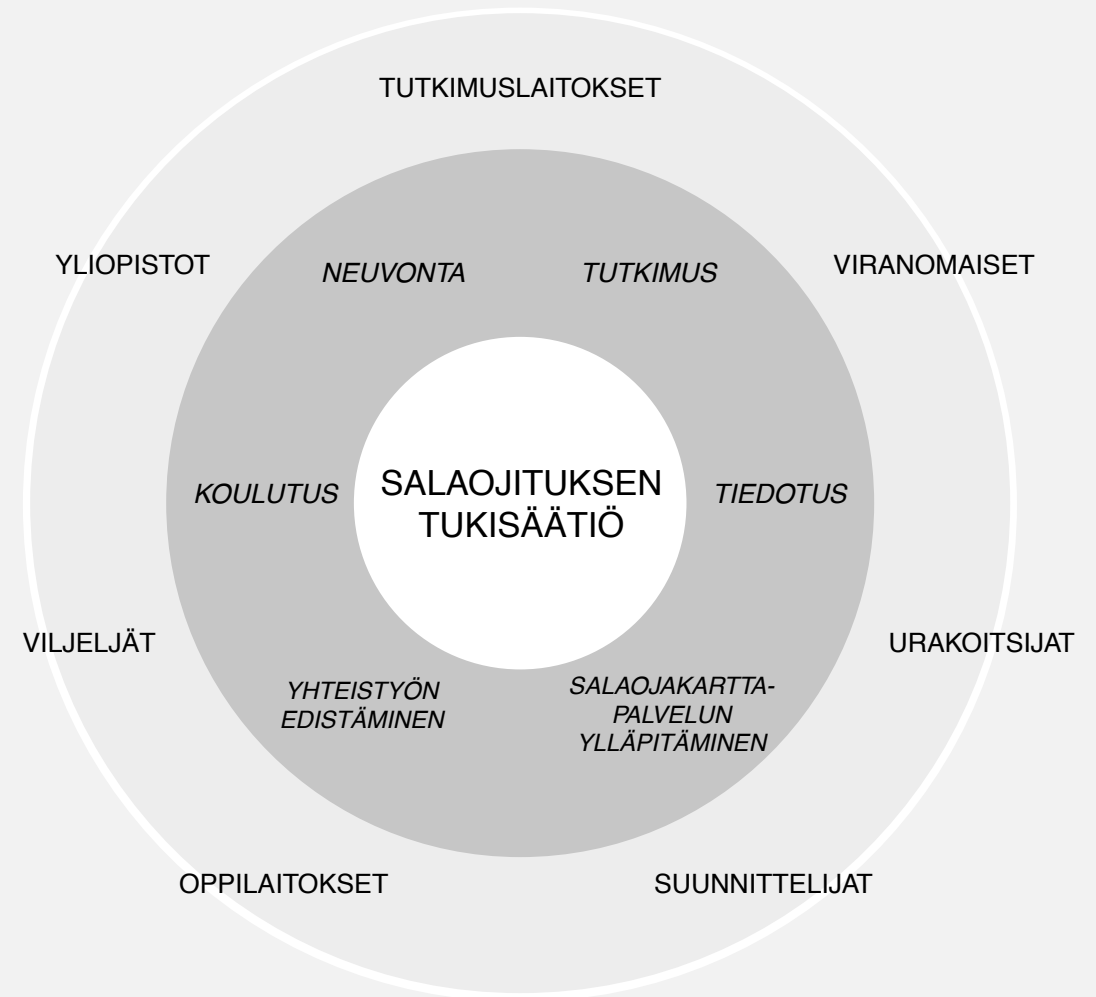 TUTKIMUSLAITOKSET
YLIOPISTOT
NEUVONTA
TUTKIMUS
VIRANOMAISET
KOULUTUS
SALAOJITUKSEN
TUKISÄÄTIÖ
TIEDOTUS
VILJELJÄT
URAKOITSIJAT
YHTEISTYÖN
EDISTÄMINEN
SALAOJAKARTTA-
PALVELUN
YLLÄPITÄMINEN
OPPILAITOKSET
SUUNNITTELIJAT